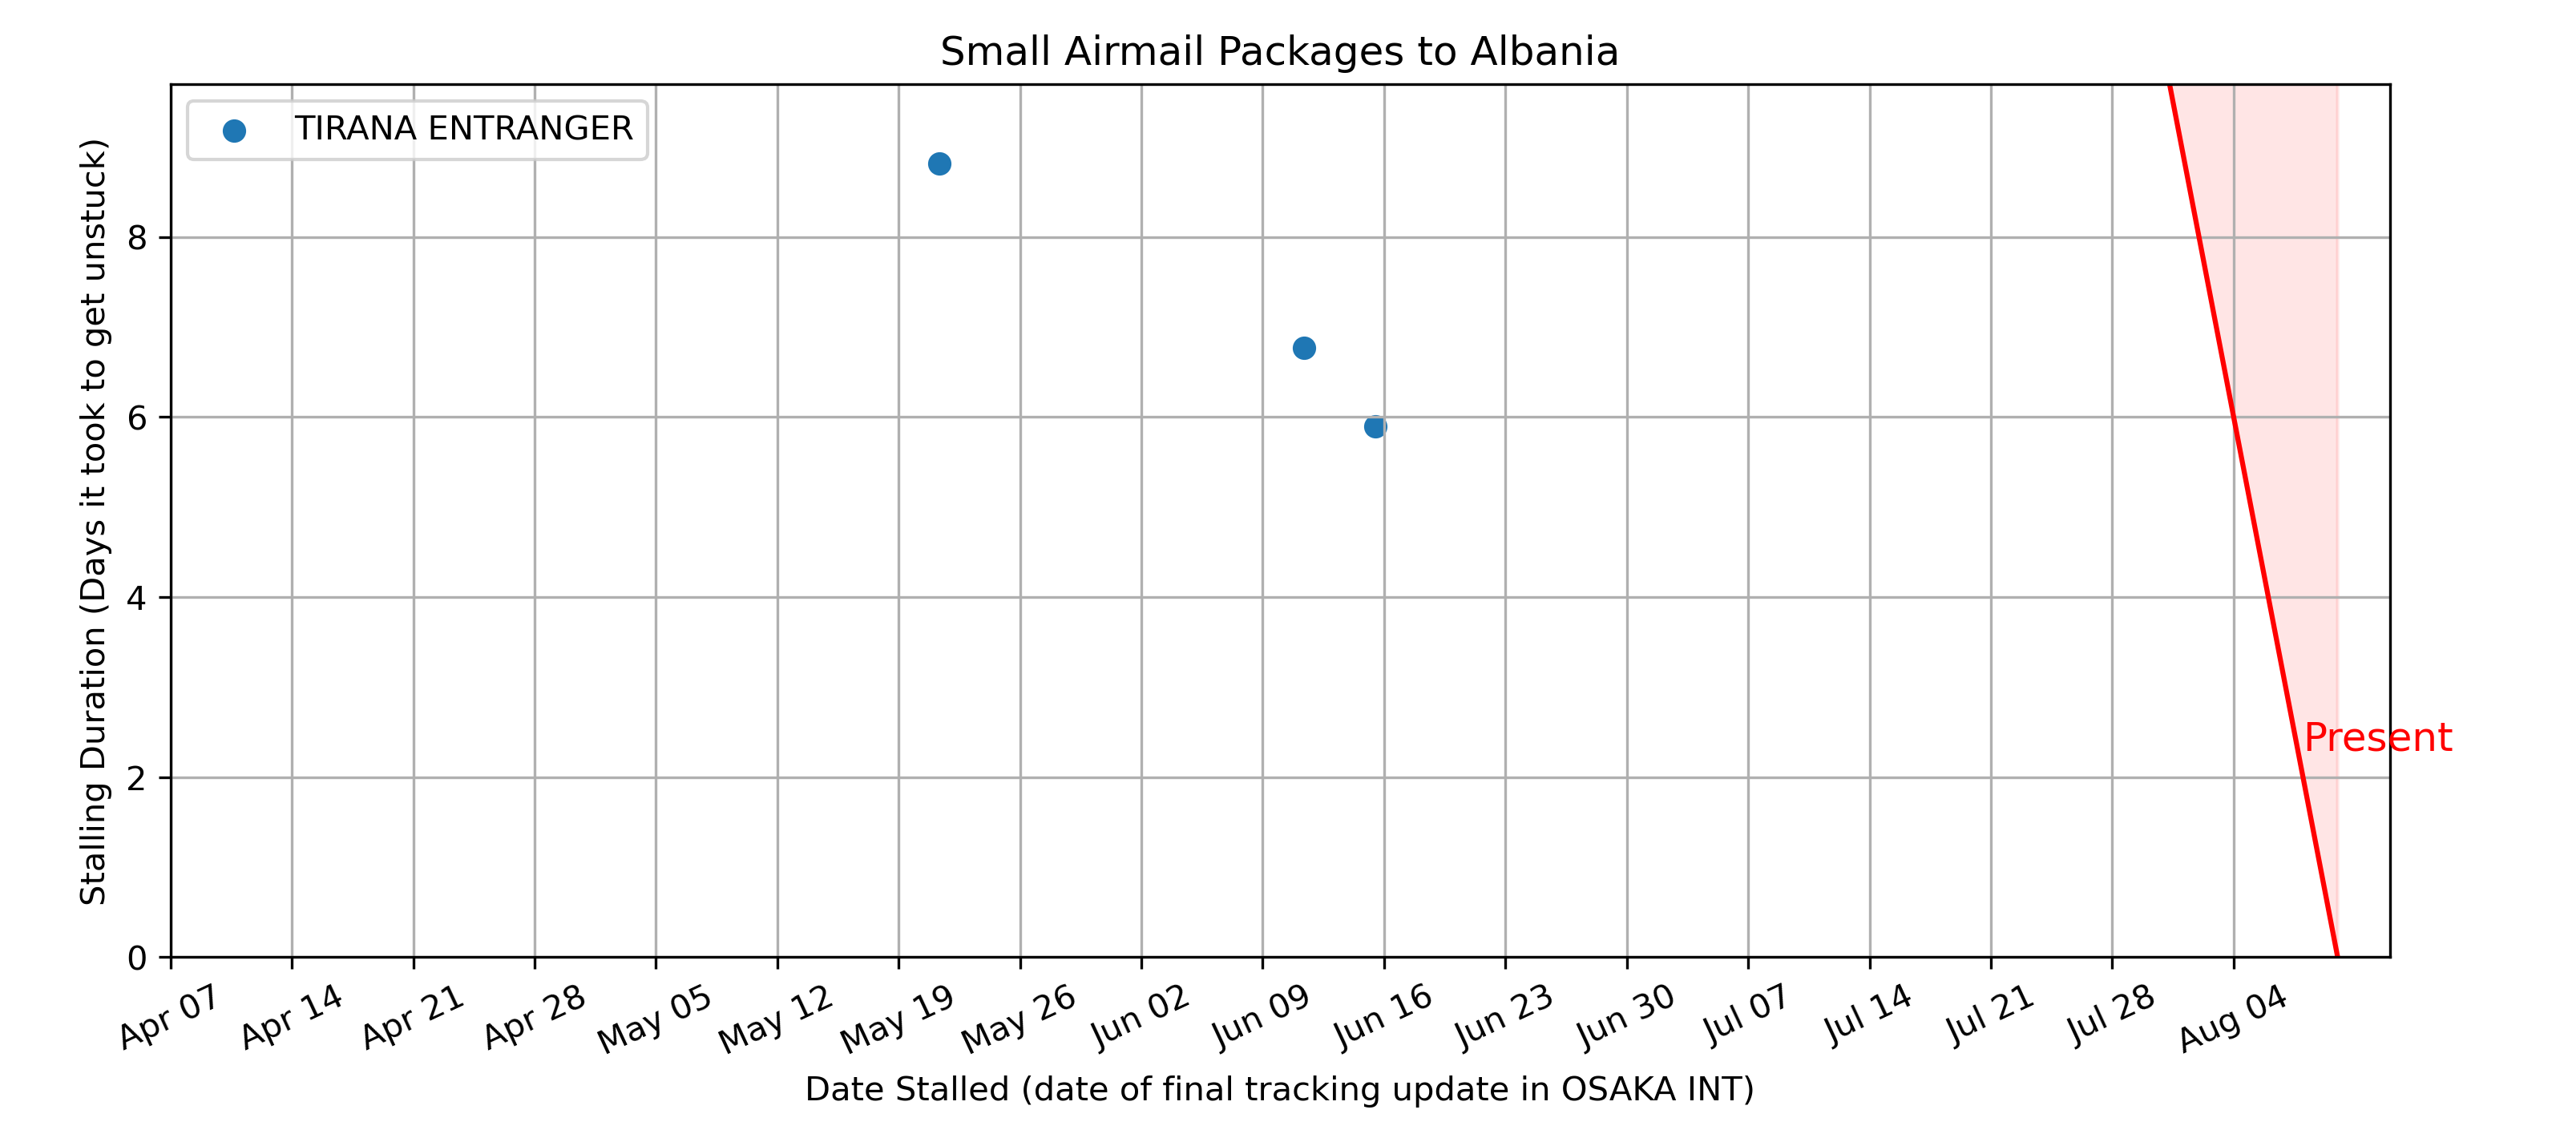 Small Airmail Packages to Albania
TIRANA ENTRANGER
Stalling Duration (Days it took to get unstuck)
8
6
4
2
0
Present
Apr 07
Apr 14
Apr 21
Apr 28
May 05
May 12
May 19
May 26
Jun 02
Jun 09
Jun 16
Jun 23
Jun 30
Jul 07
Jul 14
Jul 21
Jul 28
Aug 04
Date Stalled (date of final tracking update in OSAKA INT)